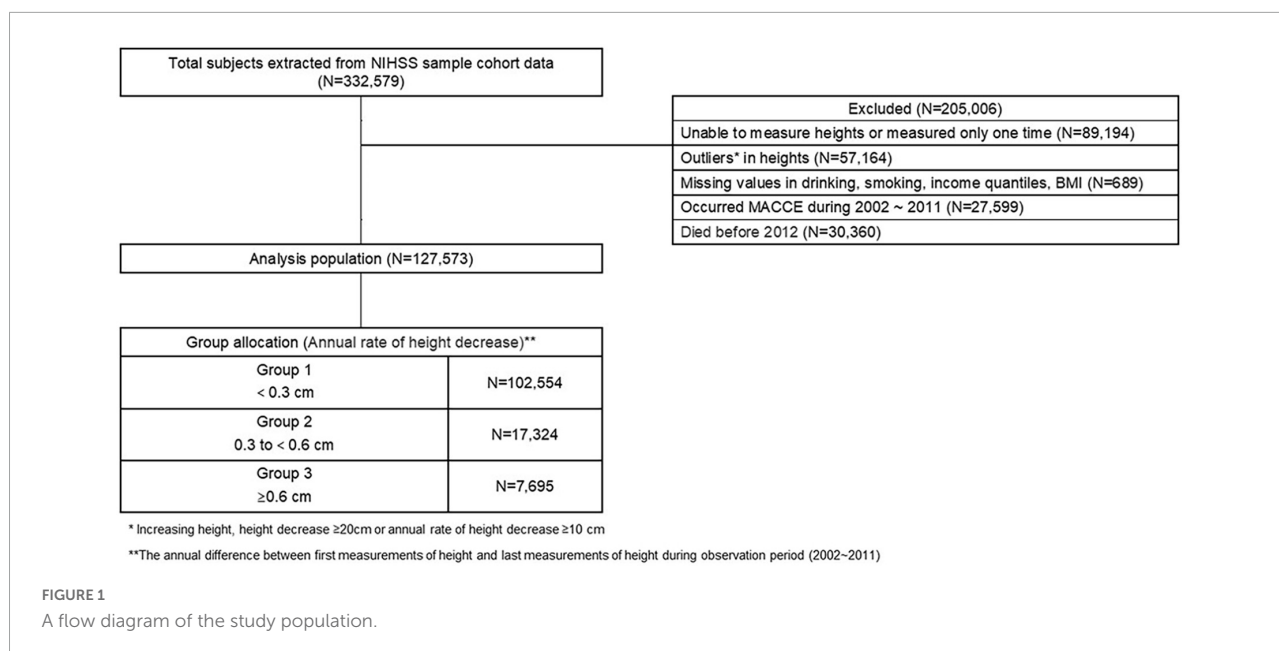 Total subjects extracted from NIHSS sample cohort data
(N=332,579)
Excluded (N=205,006)
Unable to measure heights or measured only one time (N=89,194)
Outliers* in heights (N=57,164)
Missing values in drinking, smoking, income quantiles, BMI (N=689)
Occurred MACCE during 2002 ~ 2011 (N=27,599)
Died before 2012 (N=30,360)
Analysis population (N=127,573)
Group allocation (Annual rate of height decrease)**
Group 1
< 0.3 cm
N=102,554
Group 2
0.3 to < 0.6 cm
N=17,324
Group 3
≥0.6 cm
N=7,695
* Increasing height, height decrease ≥20cm or annual rate of height decrease ≥10 cm
**The annual difference between first measurements of height and last measurements of height during observation period (2002~2011)
FIGURE 1
A flow diagram of the study population.